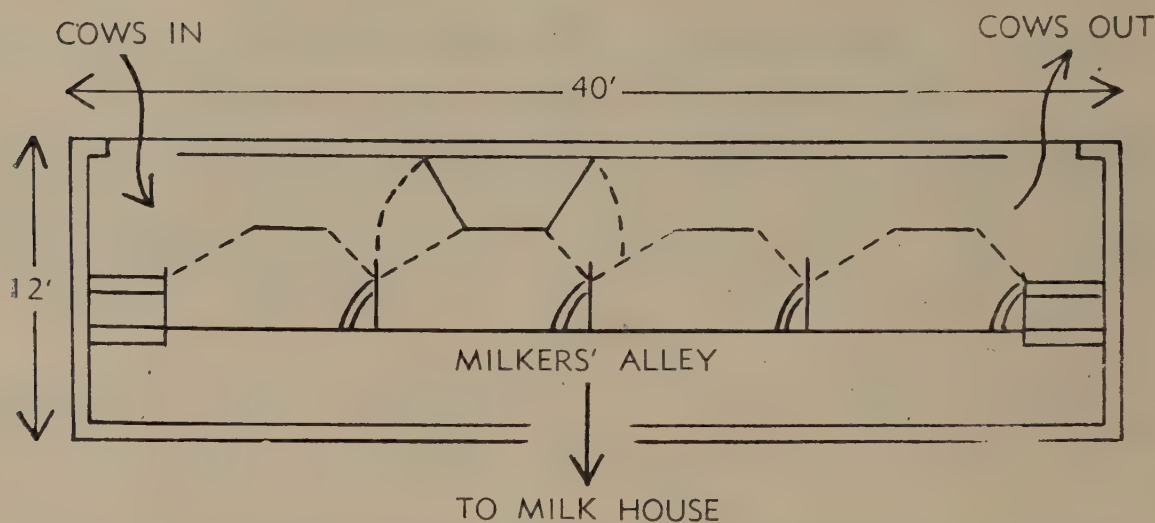 COWS IN
COWS OUT
40'
12'
MILKERS' ALLEY
TO MILK HOUSE